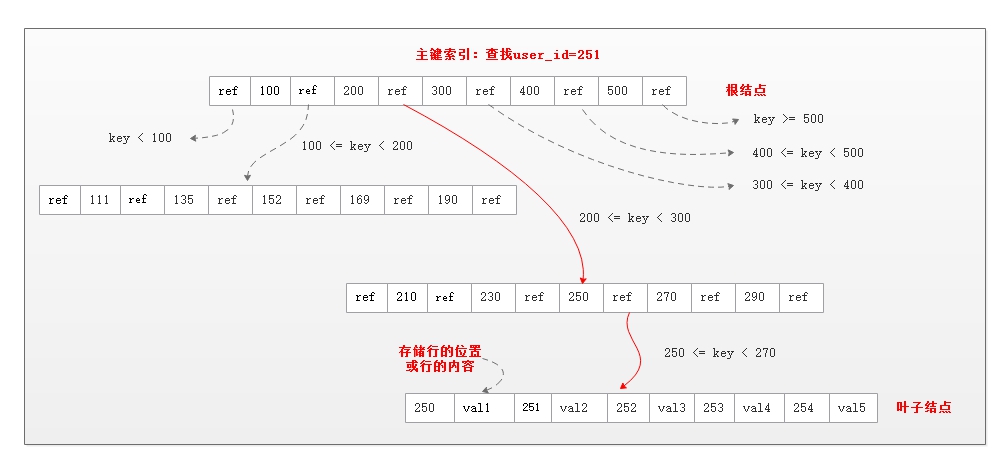 主键索引：查找user_id=251
ref 100 ref 200 ref 300 ref 400 ref 500 ref
根结点
key >= 500
key < 100
100 <= key < 200
400 <= key < 500
300 <= key < 400
ref 111 ref 135 ref 152 ref 169 ref 190 ref
200 <= key < 300
ref 210 ref 230 ref 250 ref 270 ref 290 ref
存储行的位置
或行的内容
250 <= key < 270
250 val1 251 val2 252 val3 253 val4 254 val5
叶子结点